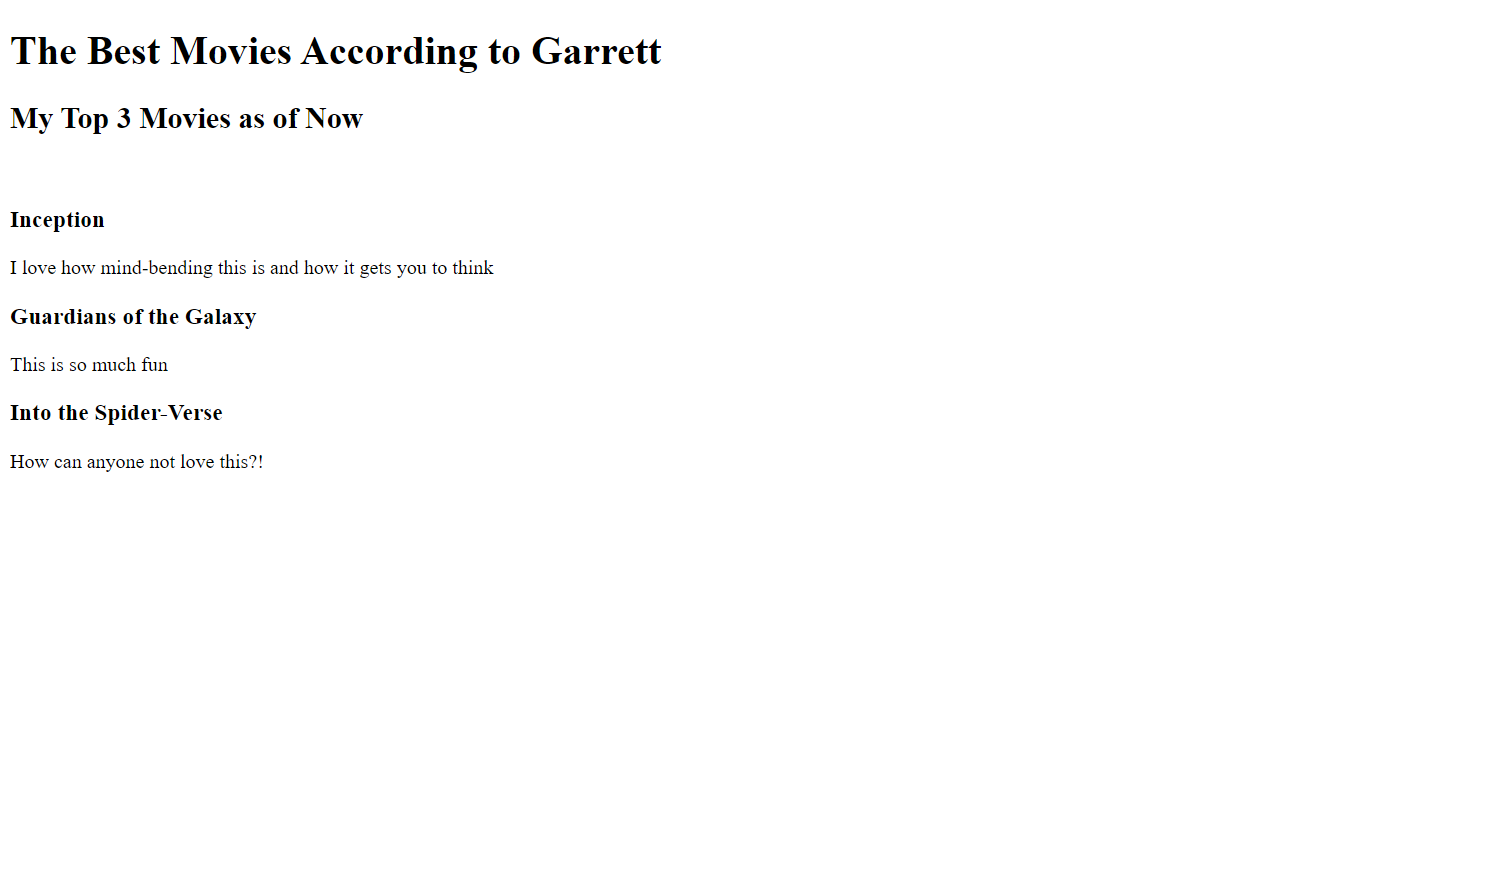 The Best Movies According to Garrett
My Top 3 Movies as of Now
Inception
I love how mind-bending this is and how it gets you to think
Guardians of the Galaxy
This is so much fun
Into the Spider-Verse
How can anyone not love this?!